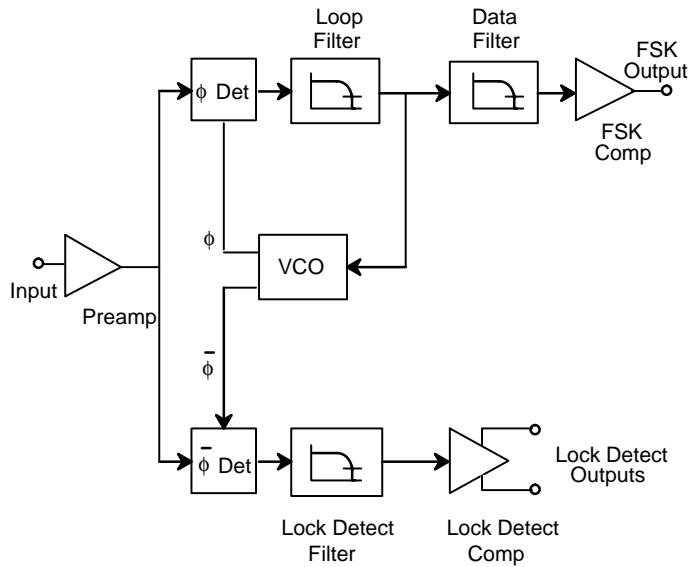 Loop
Filter
Data
Filter
FSK
Output
ϕ Det
FSK
Comp
ϕ
VCO
Input
Preamp
ϕ̅
ϕ̅ Det
Lock Detect
Outputs
Lock Detect
Filter
Lock Detect
Comp